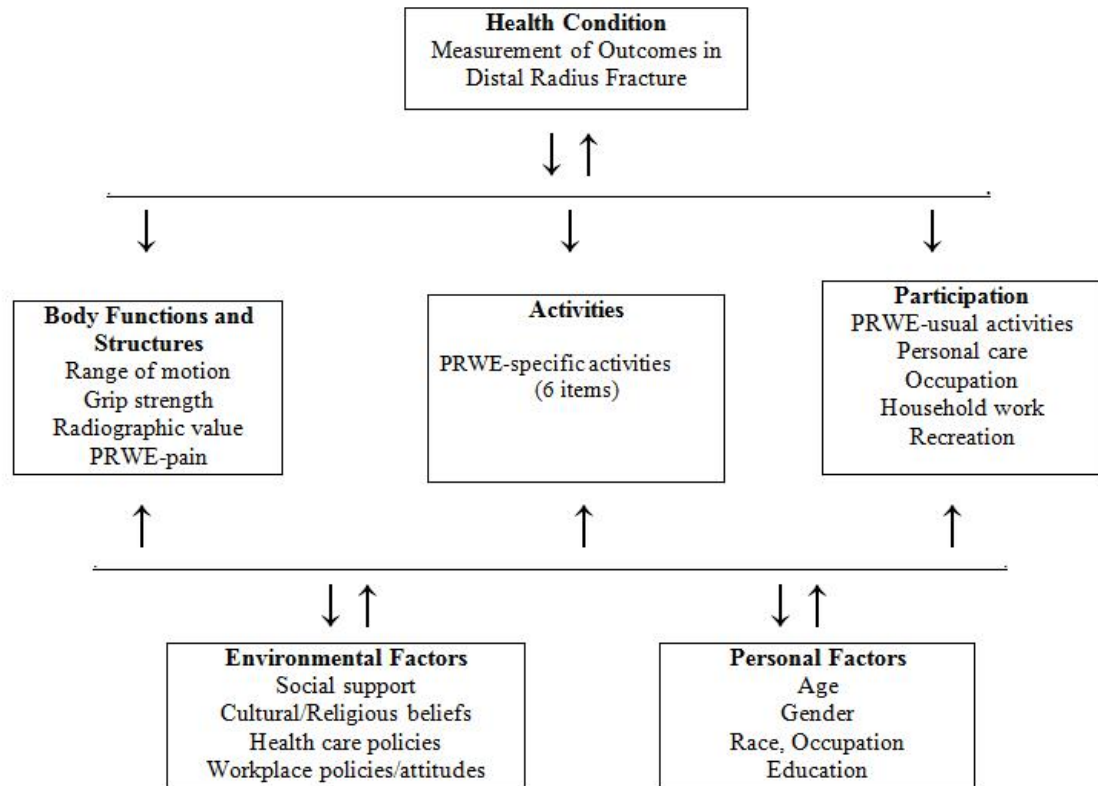 Health Condition
Measurement of Outcomes in
Distal Radius Fracture
Body Functions and
Structures
Range of motion
Grip strength
Radiographic value
PRWE-pain
Activities
PRWE-specific activities
(6 items)
Participation
PRWE-usual activities
Personal care
Occupation
Household work
Recreation
Environmental Factors
Social support
Cultural/Religious beliefs
Health care policies
Workplace policies/attitudes
Personal Factors
Age
Gender
Race, Occupation
Education